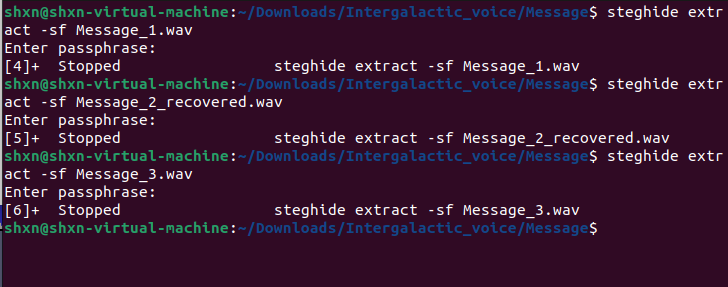 shxn@shxn-virtual-machine:~/Downloads/Intergalactic_voice/Message$ steghide extr
act -sf Message_1.wav
Enter passphrase:
[4]+  Stopped                 steghide extract -sf Message_1.wav
shxn@shxn-virtual-machine:~/Downloads/Intergalactic_voice/Message$ steghide extr
act -sf Message_2_recovered.wav
Enter passphrase:
[5]+  Stopped                 steghide extract -sf Message_2_recovered.wav
shxn@shxn-virtual-machine:~/Downloads/Intergalactic_voice/Message$ steghide extr
act -sf Message_3.wav
Enter passphrase:
[6]+  Stopped                 steghide extract -sf Message_3.wav
shxn@shxn-virtual-machine:~/Downloads/Intergalactic_voice/Message$